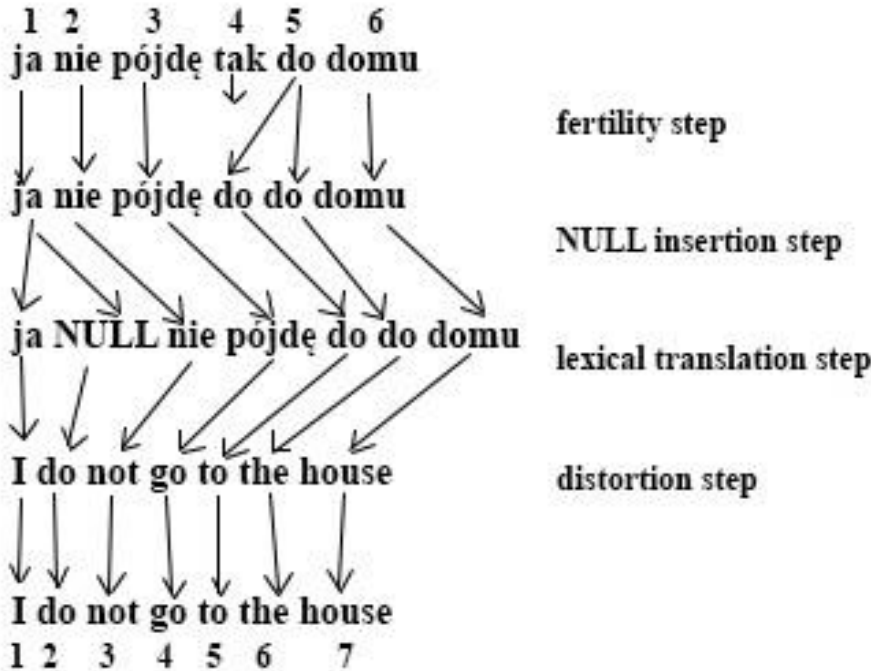 1 2 3 4 5 6
ja nie pójdę tak do domu
fertility step
ja nie pójdę do do domu
NULL insertion step
ja NULL nie pójdę do do domu
lexical translation step
I do not go to the house
distortion step
I do not go to the house
1 2 3 4 5 6 7